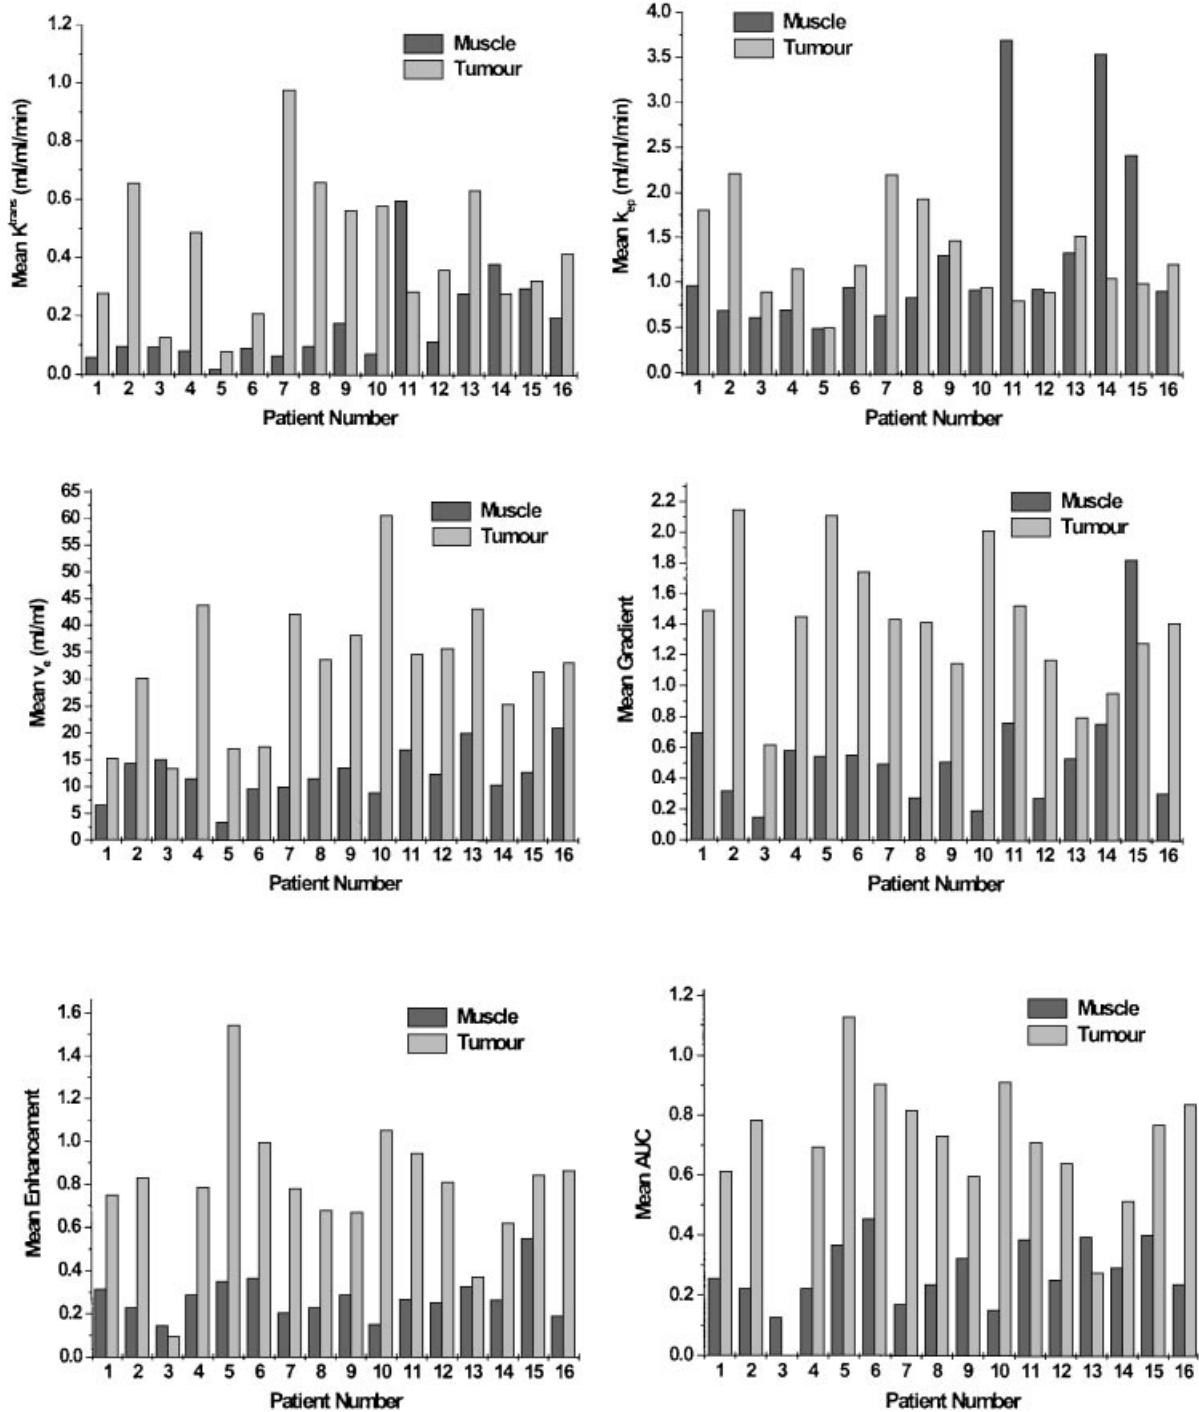 1.2
1.0
0.8
0.6
0.4
0.2
0.0
Mean Ktrans (ml/ml/min)
Muscle
Tumour
1 2 3 4 5 6 7 8 9 10 11 12 13 14 15 16
Patient Number
4.0
3.5
3.0
2.5
2.0
1.5
1.0
0.5
0.0
Mean kep (ml/ml/min)
Muscle
Tumour
1 2 3 4 5 6 7 8 9 10 11 12 13 14 15 16
Patient Number
65
60
55
50
45
40
35
30
25
20
15
10
5
0
Mean ve (ml/ml)
Muscle
Tumour
1 2 3 4 5 6 7 8 9 10 11 12 13 14 15 16
Patient Number
2.2
2.0
1.8
1.6
1.4
1.2
1.0
0.8
0.6
0.4
0.2
0.0
Mean Gradient
Muscle
Tumour
1 2 3 4 5 6 7 8 9 10 11 12 13 14 15 16
Patient Number
1.6
1.4
1.2
1.0
0.8
0.6
0.4
0.2
0.0
Mean Enhancement
Muscle
Tumour
1 2 3 4 5 6 7 8 9 10 11 12 13 14 15 16
Patient Number
1.2
1.0
0.8
0.6
0.4
0.2
0.0
Mean AUC
Muscle
Tumour
1 2 3 4 5 6 7 8 9 10 11 12 13 14 15 16
Patient Number